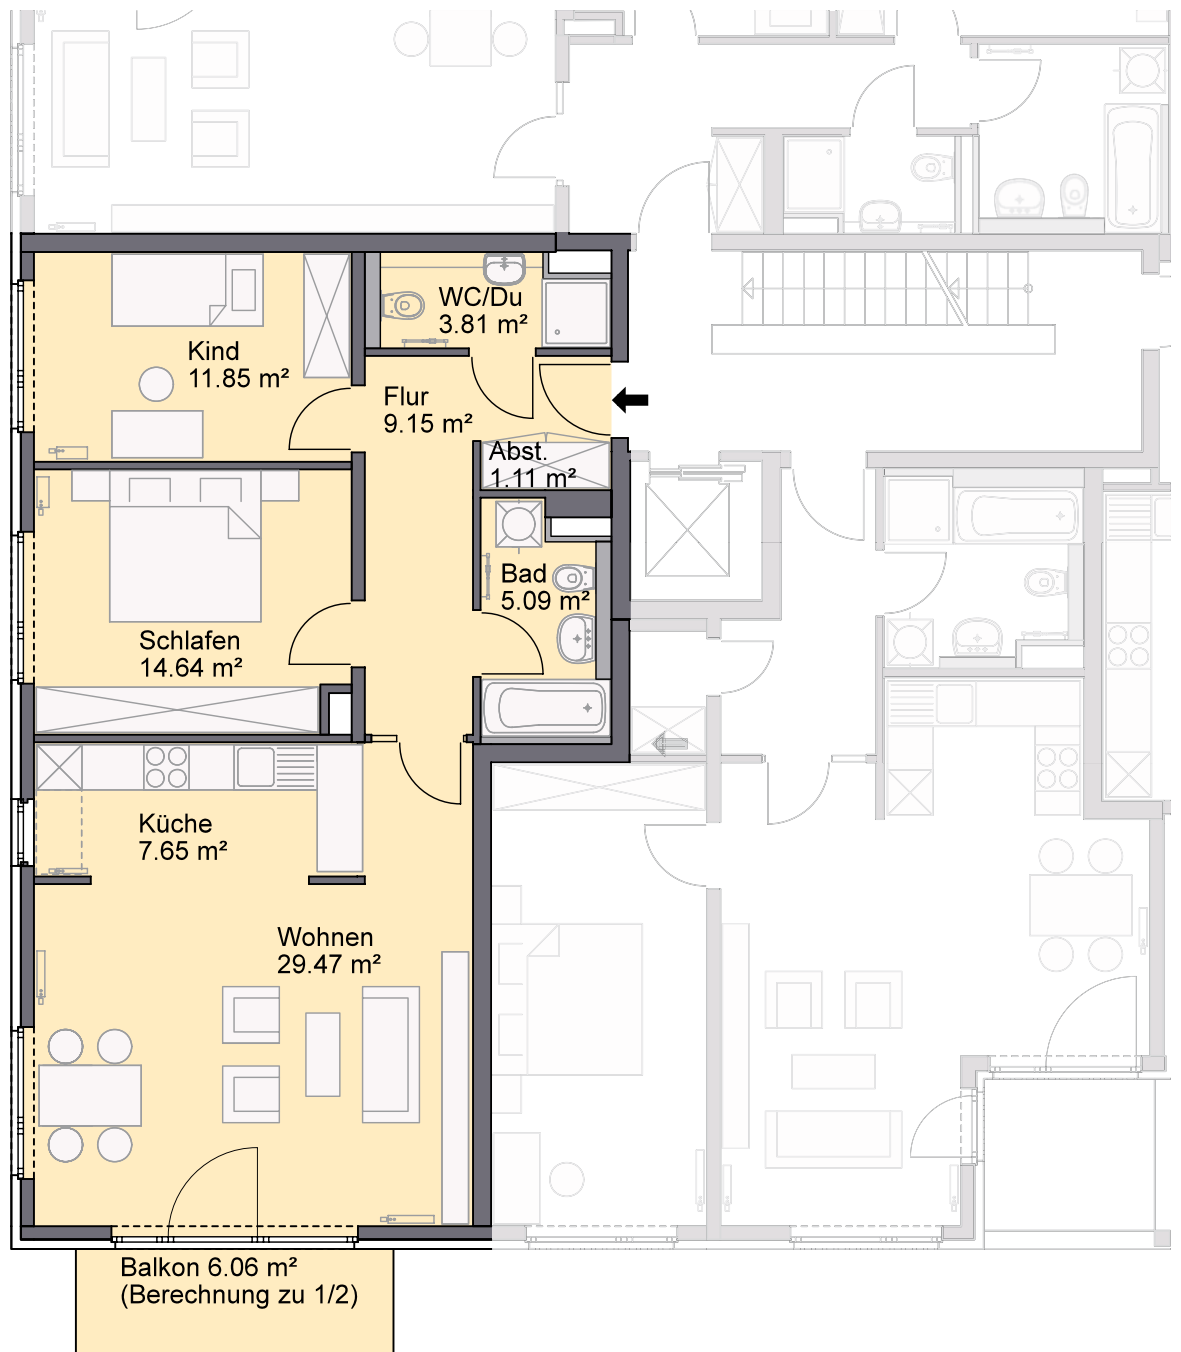 WC/Du
3.81 m²
Kind
11.85 m²
Flur
9.15 m²
Abst.
1.11 m²
Bad
5.09 m²
Schlafen
14.64 m²
Küche
7.65 m²
Wohnen
29.47 m²
Balkon 6.06 m²
(Berechnung zu 1/2)